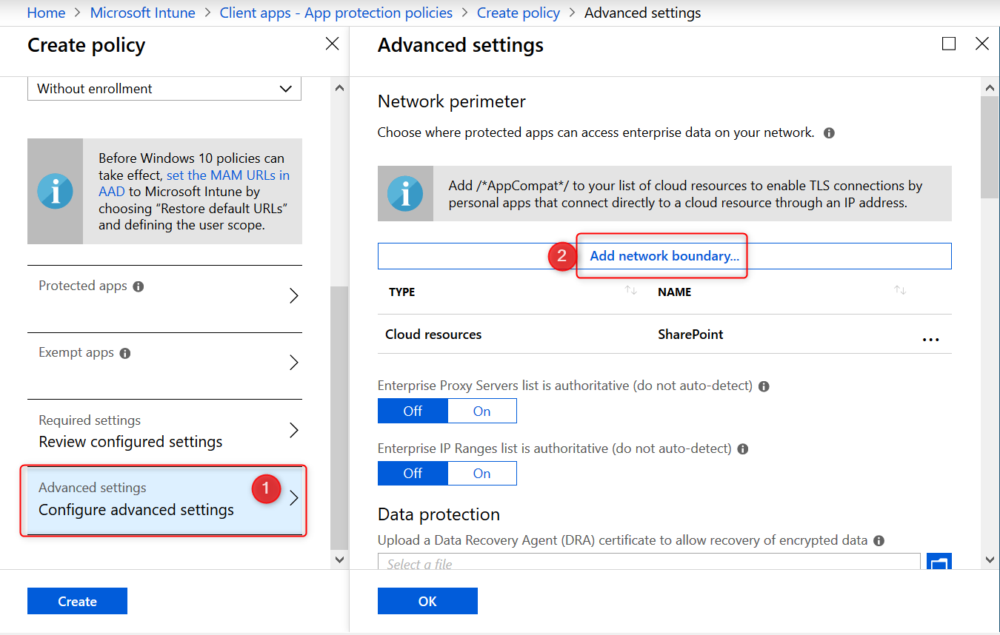 Home > Microsoft Intune > Client apps - App protection policies > Create policy > Advanced settings
Create policy
Without enrollment
Before Windows 10 policies can
take effect, set the MAM URLs in
AAD to Microsoft Intune by
choosing “Restore default URLs”
and defining the user scope.
Protected apps
Exempt apps
Required settings
Review configured settings
Advanced settings
Configure advanced settings
1
Create
Advanced settings
Network perimeter
Choose where protected apps can access enterprise data on your network.
Add /*AppCompat*/ to your list of cloud resources to enable TLS connections by
personal apps that connect directly to a cloud resource through an IP address.
2 Add network boundary...
TYPE NAME
Cloud resources SharePoint ...
Enterprise Proxy Servers list is authoritative (do not auto-detect)
Off On
Enterprise IP Ranges list is authoritative (do not auto-detect)
Off On
Data protection
Upload a Data Recovery Agent (DRA) certificate to allow recovery of encrypted data
Select a file
OK